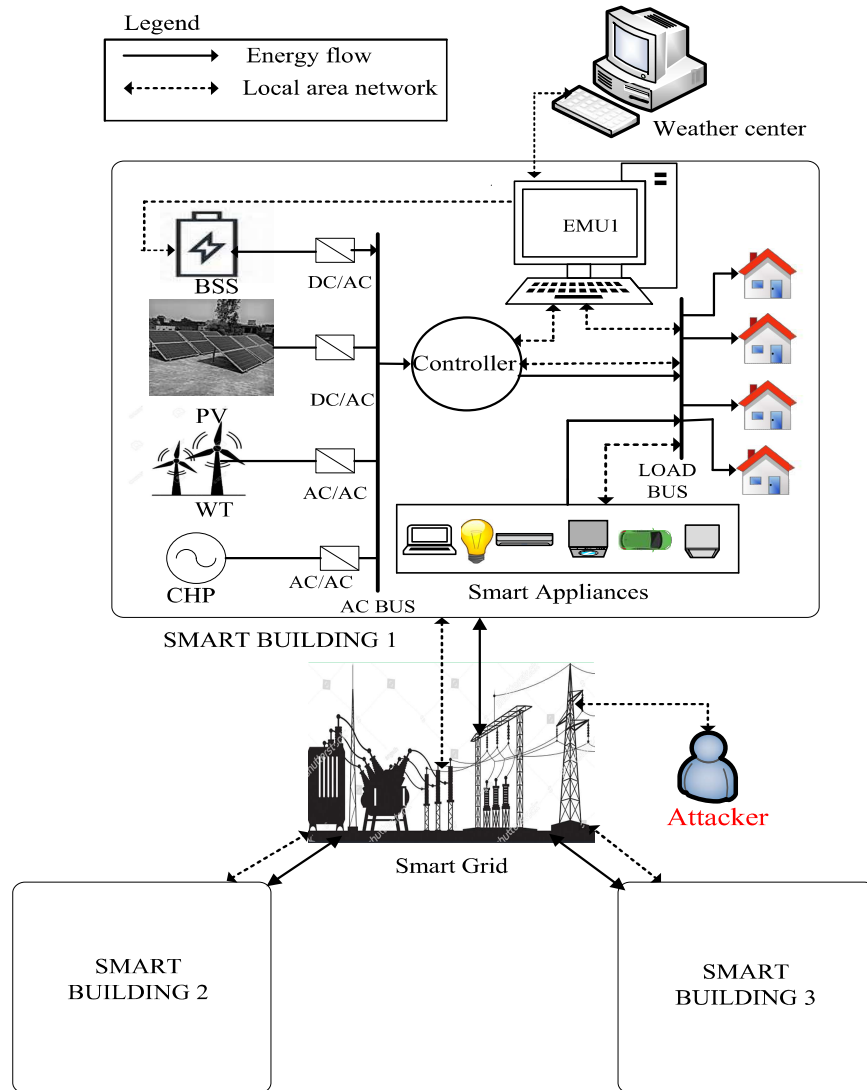 Legend
Energy flow
Local area network
Weather center
EMU1
BSS
DC/AC
Controller
PV
DC/AC
WT
AC/AC
LOAD
BUS
CHP
AC/AC
AC BUS
Smart Appliances
SMART BUILDING 1
Attacker
Smart Grid
SMART
BUILDING 2
SMART
BUILDING 3